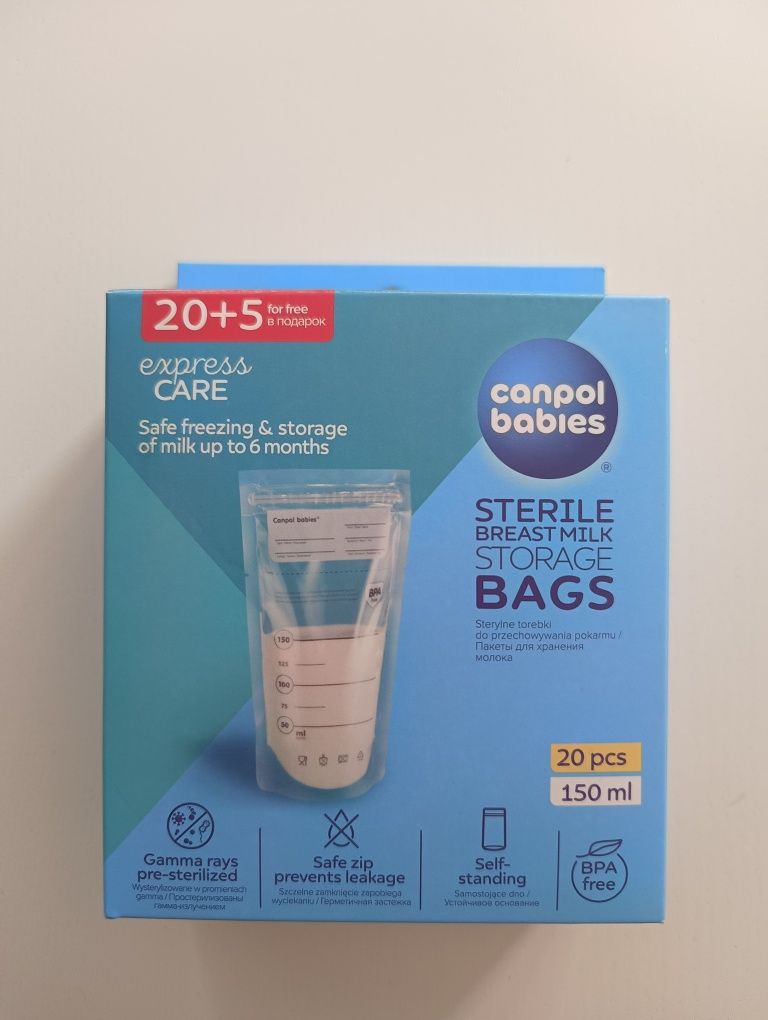 20+5 for free
в подарок
express
CARE
Safe freezing & storage
of milk up to 6 months
canpol
babies
®
STERILE
BREAST MILK
STORAGE
BAGS
Sterylne torebki
do przechowywania pokarmu /
Пакеты для хранения
молока
Canpol babies®
BPA
150
125
100
75
50
ml
20 pcs
150 ml
Gamma rays
pre-sterilized
Wysterylizowane w promieniach
gamma / Простерилизованы
гамма-излучением
Safe zip
prevents leakage
Szczelne zamknięcie zapobiega
wyciekaniu / Герметичная застежка
Self-
standing
Samostojące dno /
Устойчивое основание
BPA
free